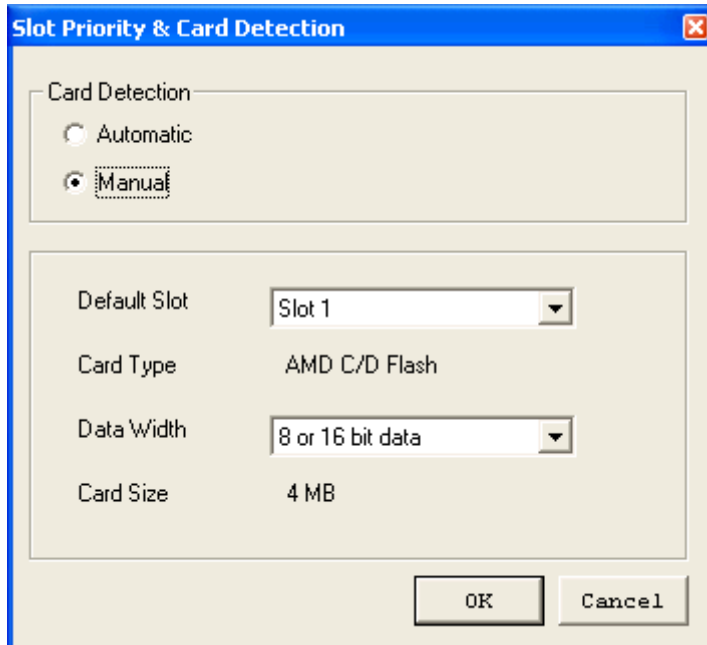 Slot Priority & Card Detection
Card Detection
Automatic
Manual
Default Slot Slot 1
Card Type AMD C/D Flash
Data Width 8 or 16 bit data
Card Size 4 MB
OK Cancel